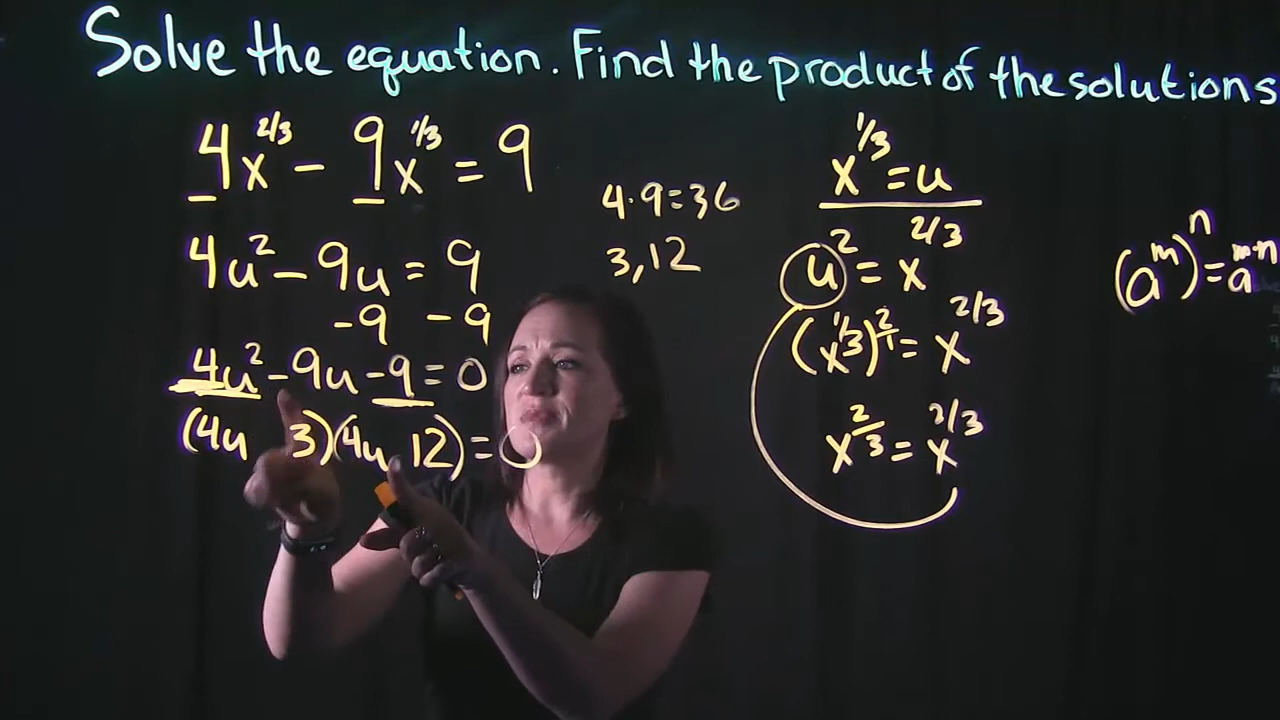 Solve the equation. Find the product of the solutions
4x^2/3 - 9x^1/3 = 9
4·9=36
3,12
4u² - 9u = 9
-9 -9
4u² - 9u - 9 = 0
(4u 3)(4u 12) = 0
x^1/3 = u
u² = x^2/3
(x^1/3)^2/1 = x^2/3
x^2/3 = x^2/3
(a^m)^n = a^m·n